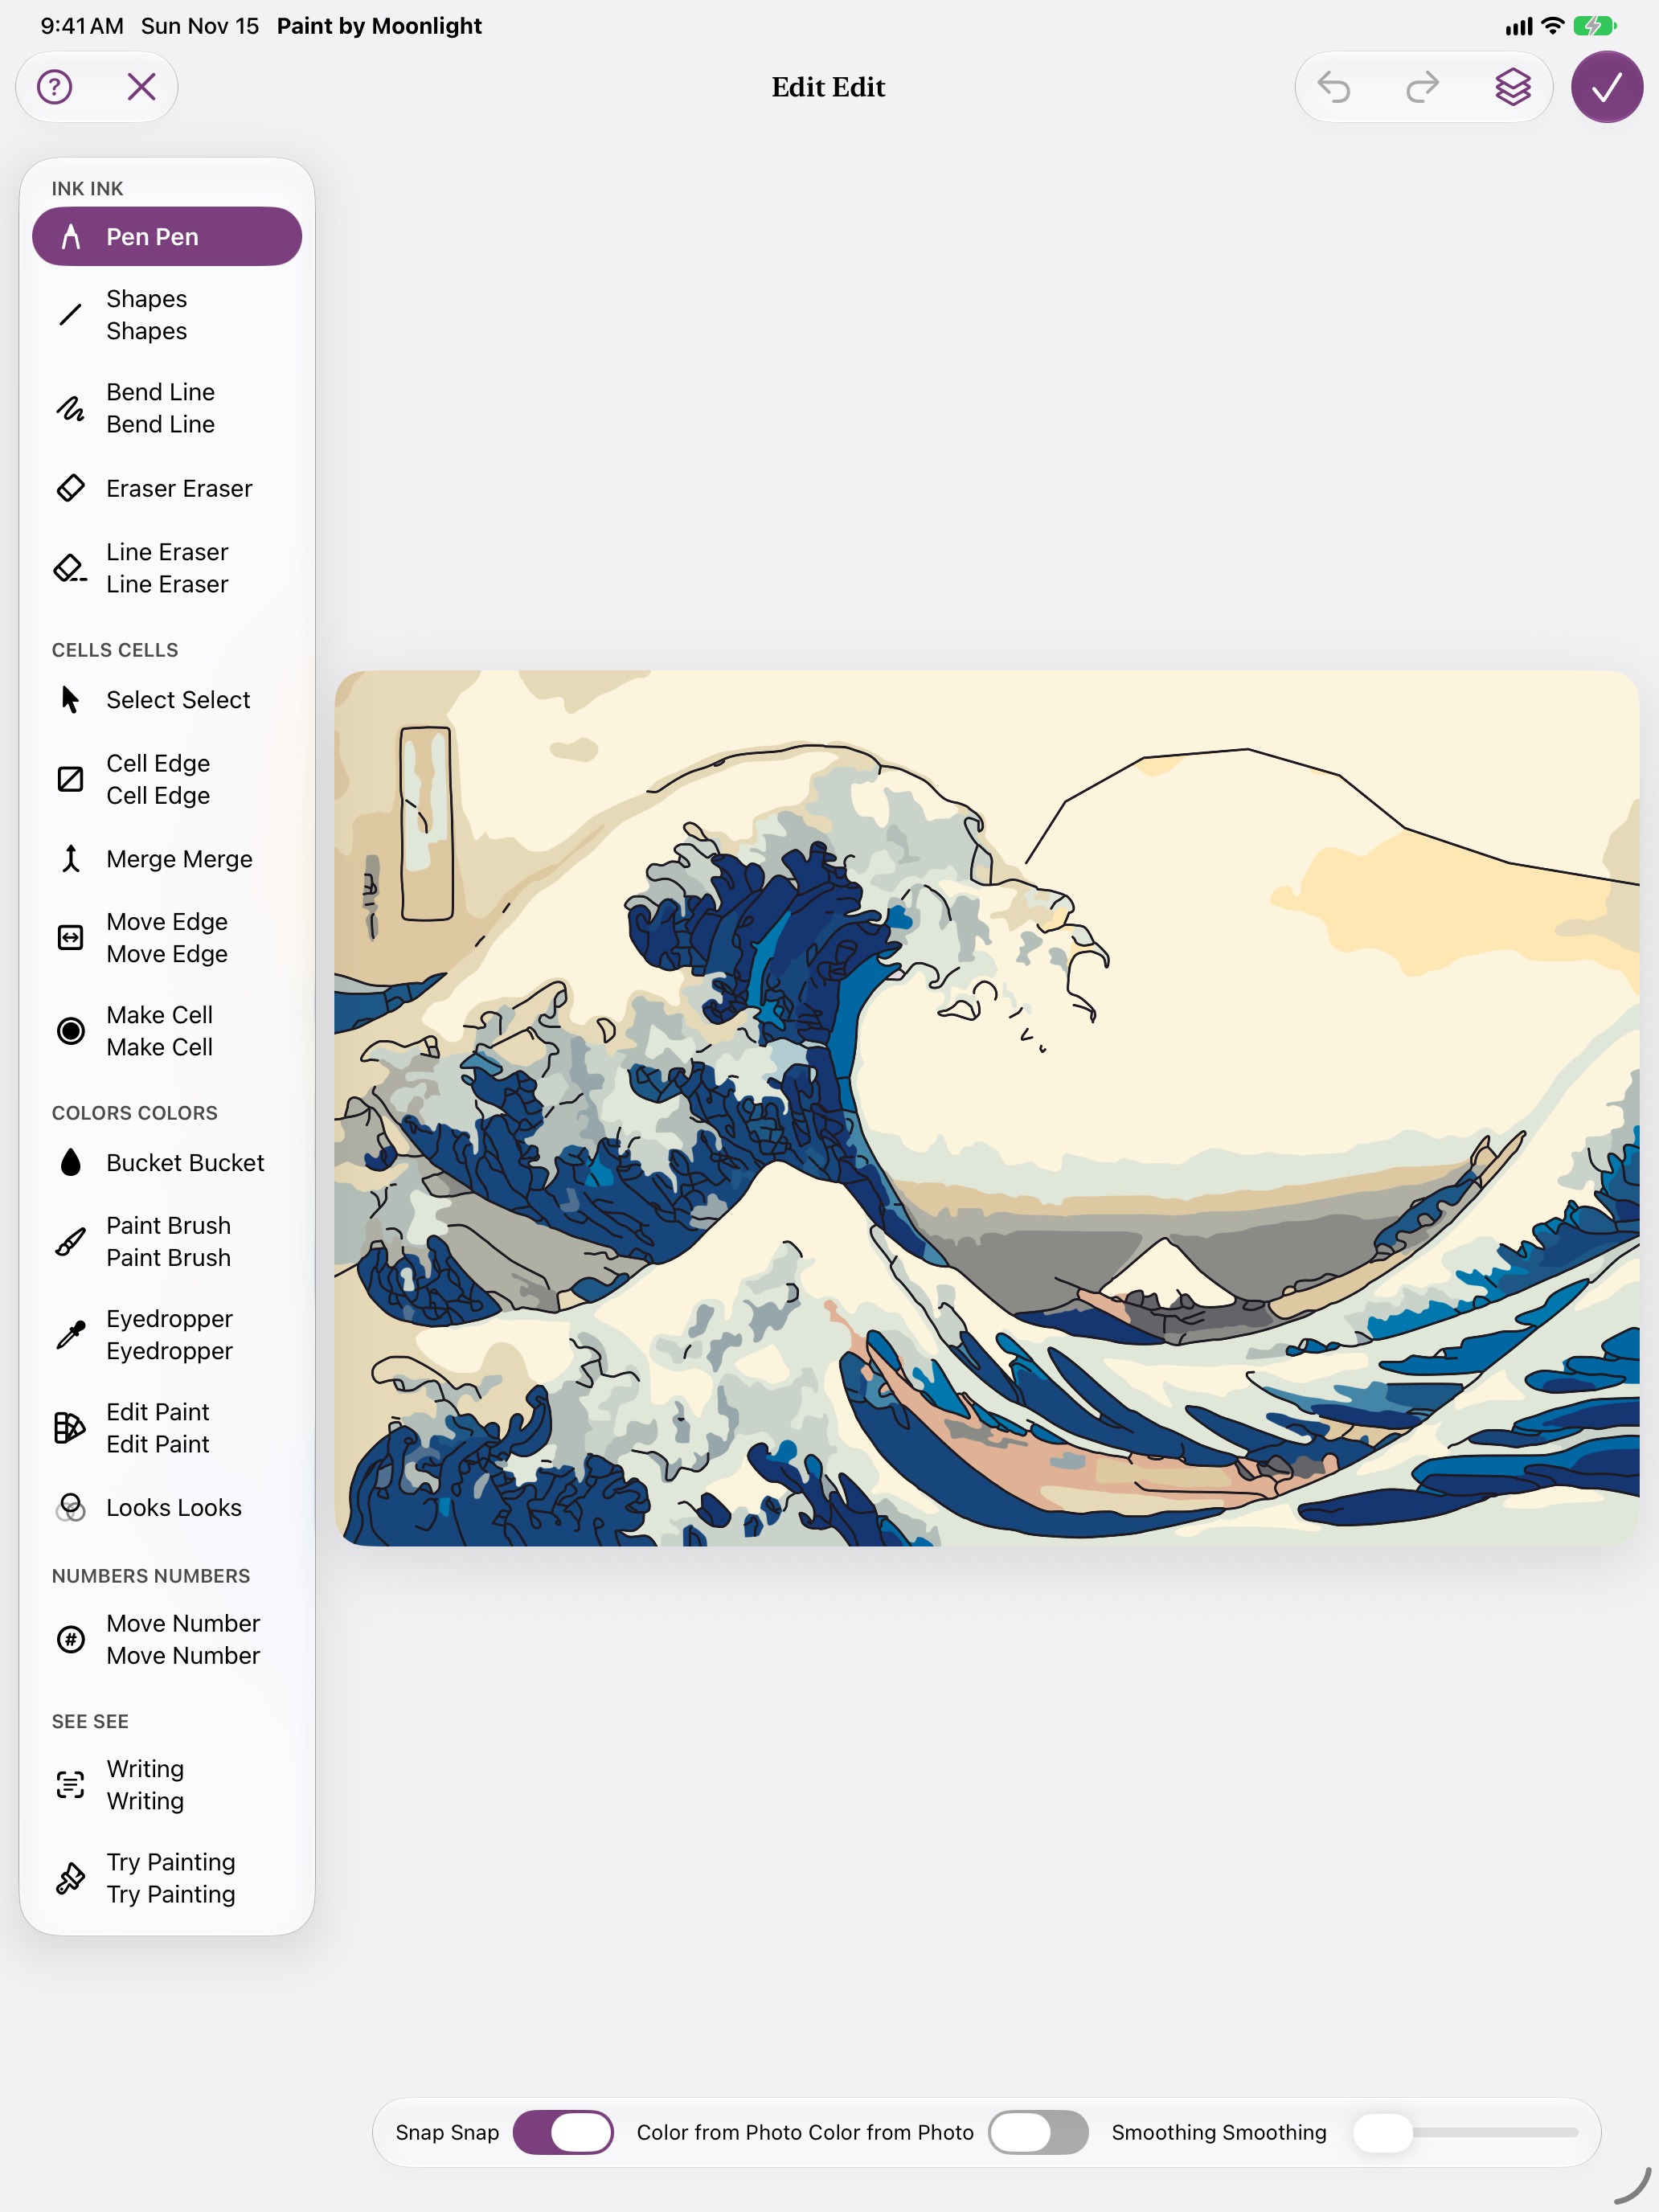 9:41 AM Sun Nov 15 Paint by Moonlight
Edit Edit
INK INK
Pen Pen
Shapes
Shapes
Bend Line
Bend Line
Eraser Eraser
Line Eraser
Line Eraser
CELLS CELLS
Select Select
Cell Edge
Cell Edge
Merge Merge
Move Edge
Move Edge
Make Cell
Make Cell
COLORS COLORS
Bucket Bucket
Paint Brush
Paint Brush
Eyedropper
Eyedropper
Edit Paint
Edit Paint
Looks Looks
NUMBERS NUMBERS
Move Number
Move Number
SEE SEE
Writing
Writing
Try Painting
Try Painting
Snap Snap Color from Photo Color from Photo Smoothing Smoothing